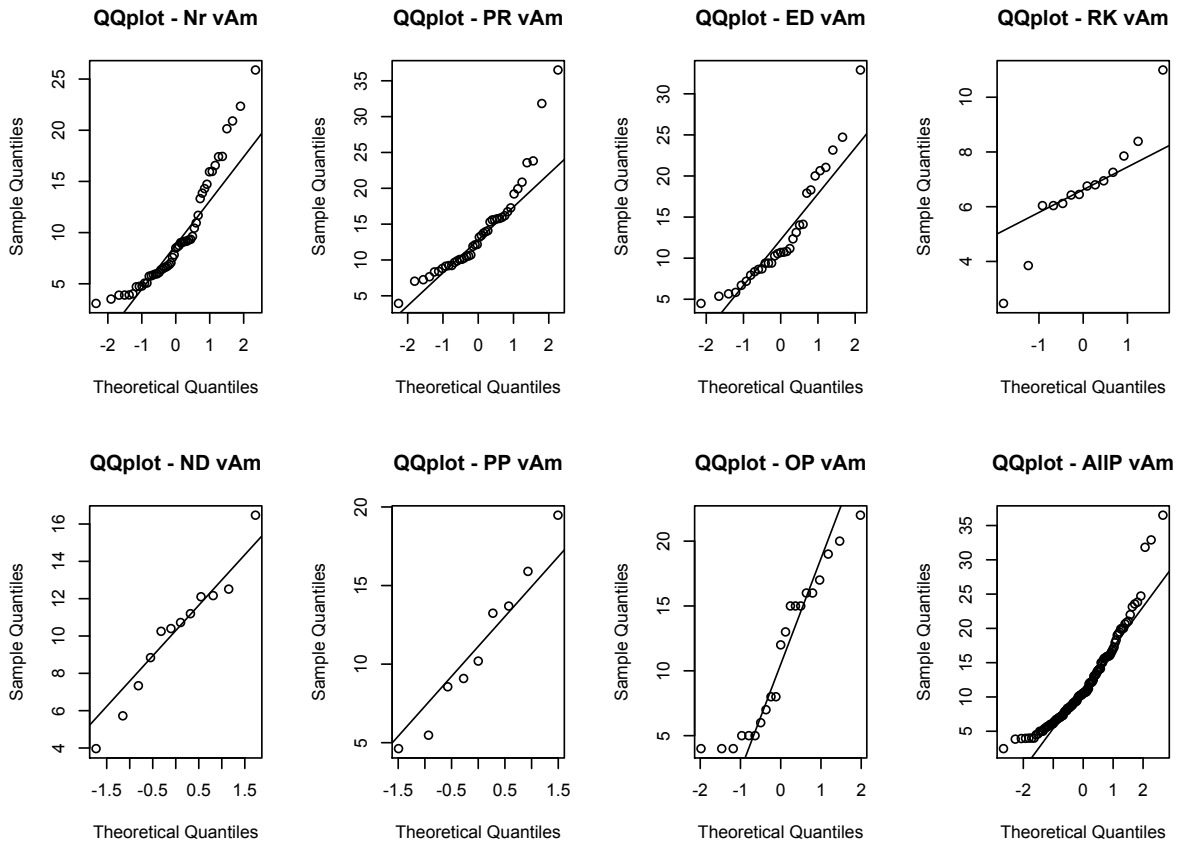 QQplot - Nr vAm
QQplot - PR vAm
QQplot - ED vAm
QQplot - RK vAm
Sample Quantiles
5 10 15 20 25
-2 -1 0 1 2
Theoretical Quantiles
Sample Quantiles
5 10 15 20 25 30 35
-2 -1 0 1 2
Theoretical Quantiles
Sample Quantiles
5 10 15 20 25 30
-2 -1 0 1 2
Theoretical Quantiles
Sample Quantiles
4 6 8 10
-1 0 1
Theoretical Quantiles
QQplot - ND vAm
QQplot - PP vAm
QQplot - OP vAm
QQplot - AllP vAm
Sample Quantiles
4 6 8 10 12 14 16
-1.5 -0.5 0.5 1.5
Theoretical Quantiles
Sample Quantiles
5 10 15 20
-1.5 -0.5 0.5 1.5
Theoretical Quantiles
Sample Quantiles
5 10 15 20
-2 -1 0 1 2
Theoretical Quantiles
Sample Quantiles
5 10 15 20 25 30 35
-2 0 1 2
Theoretical Quantiles